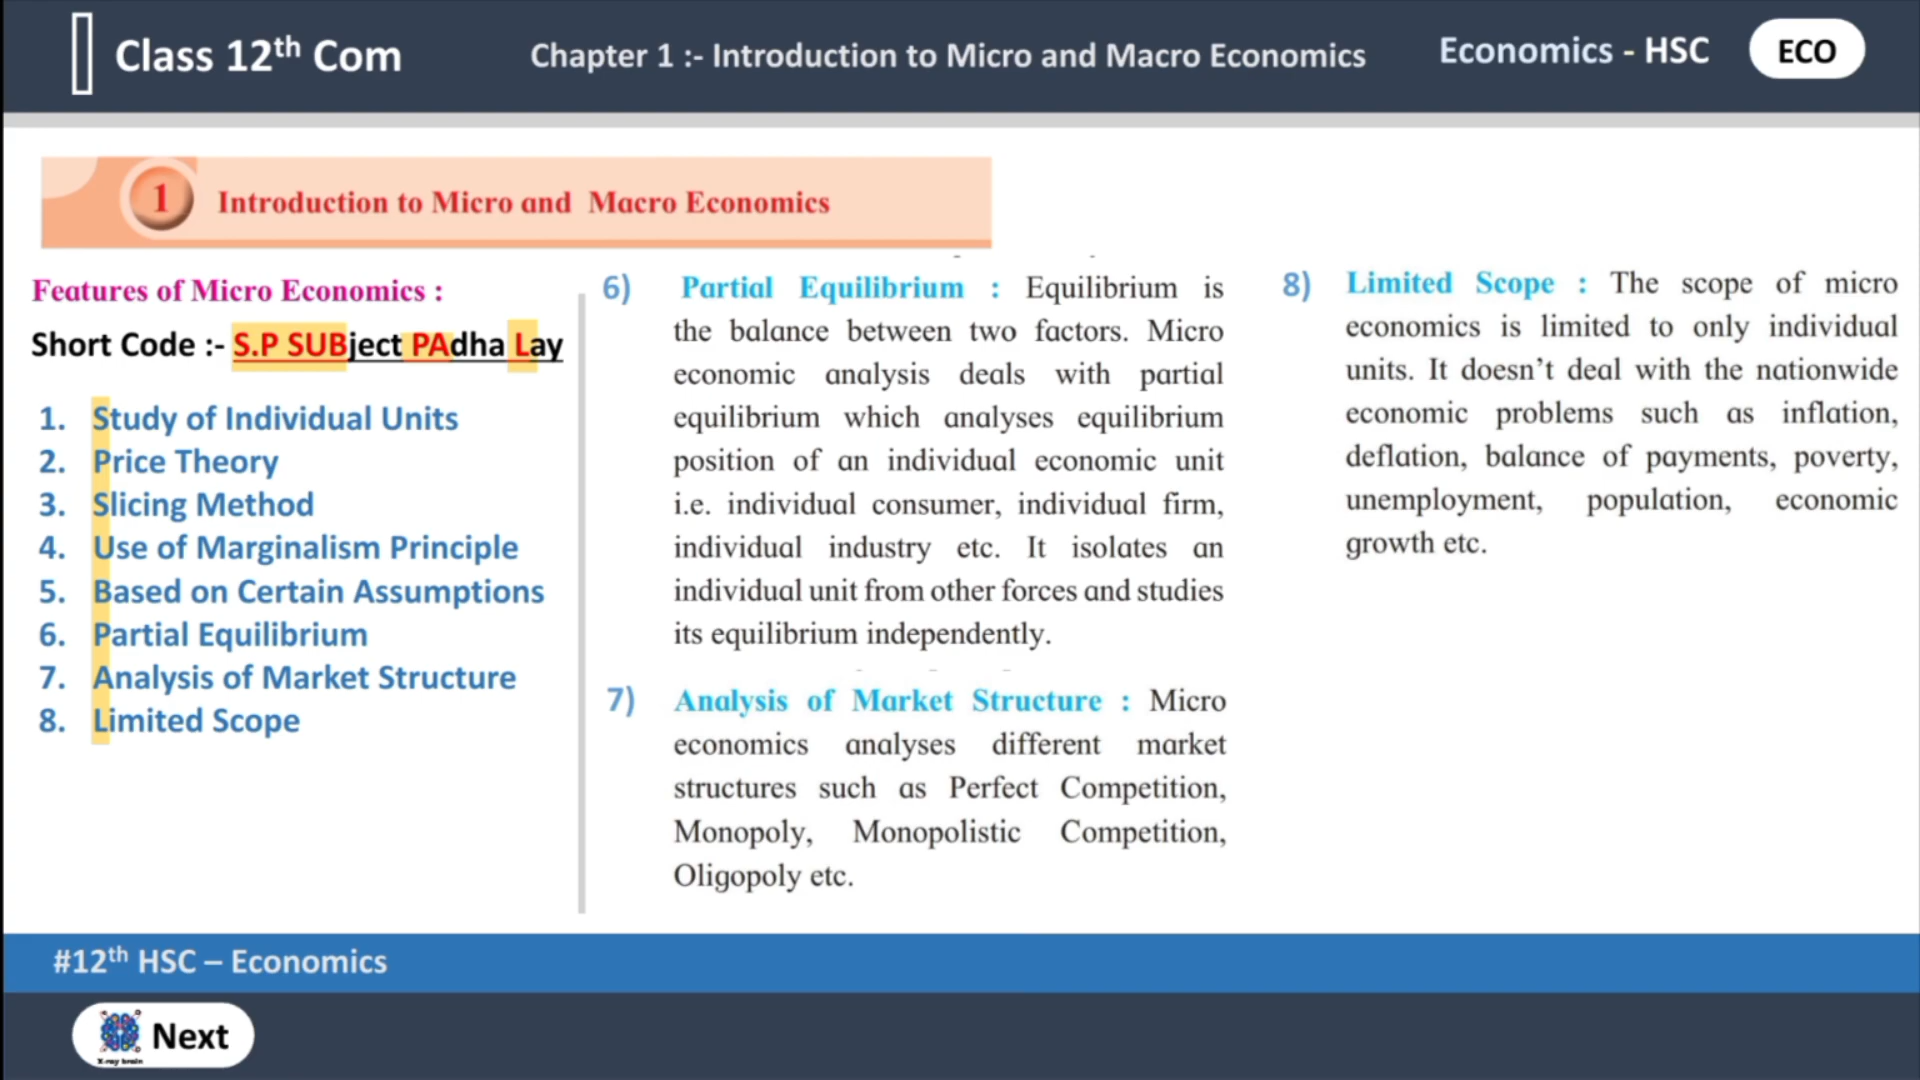 Class 12th Com
Chapter 1 :- Introduction to Micro and Macro Economics
Economics - HSC
ECO
1 Introduction to Micro and Macro Economics
Features of Micro Economics :
Short Code :- S.P SUBject PAdha Lay
1. Study of Individual Units
2. Price Theory
3. Slicing Method
4. Use of Marginalism Principle
5. Based on Certain Assumptions
6. Partial Equilibrium
7. Analysis of Market Structure
8. Limited Scope
6) Partial Equilibrium : Equilibrium is
the balance between two factors. Micro
economic analysis deals with partial
equilibrium which analyses equilibrium
position of an individual economic unit
i.e. individual consumer, individual firm,
individual industry etc. It isolates an
individual unit from other forces and studies
its equilibrium independently.
7) Analysis of Market Structure : Micro
economics analyses different market
structures such as Perfect Competition,
Monopoly, Monopolistic Competition,
Oligopoly etc.
8) Limited Scope : The scope of micro
economics is limited to only individual
units. It doesn’t deal with the nationwide
economic problems such as inflation,
deflation, balance of payments, poverty,
unemployment, population, economic
growth etc.
#12th HSC – Economics
X-ray brain
Next